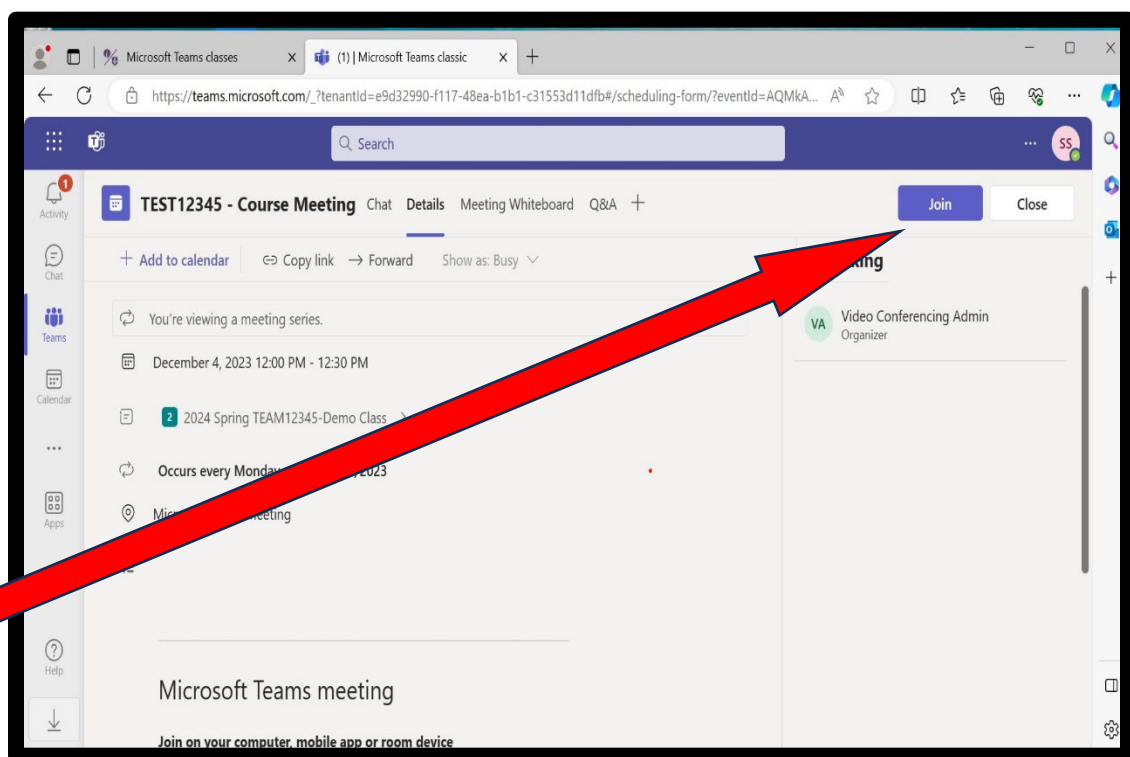 Microsoft Teams classes
(1) | Microsoft Teams classic
https://teams.microsoft.com/_?tenantId=e9d32990-f117-48ea-b1b1-c31553d11dfb#/scheduling-form/?eventId=AQMkA...
Search
SS
1
Activity
TEST12345 - Course Meeting Chat Details Meeting Whiteboard Q&A
Join Close
Chat
Add to calendar Copy link Forward Show as: Busy
Teams
You're viewing a meeting series.
VA Video Conferencing Admin
Organizer
December 4, 2023 12:00 PM - 12:30 PM
Calendar
2 2024 Spring TEAM12345-Demo Class
Occurs every Monday 2023
Apps
Help
Microsoft Teams meeting
Join on your computer, mobile app or room device